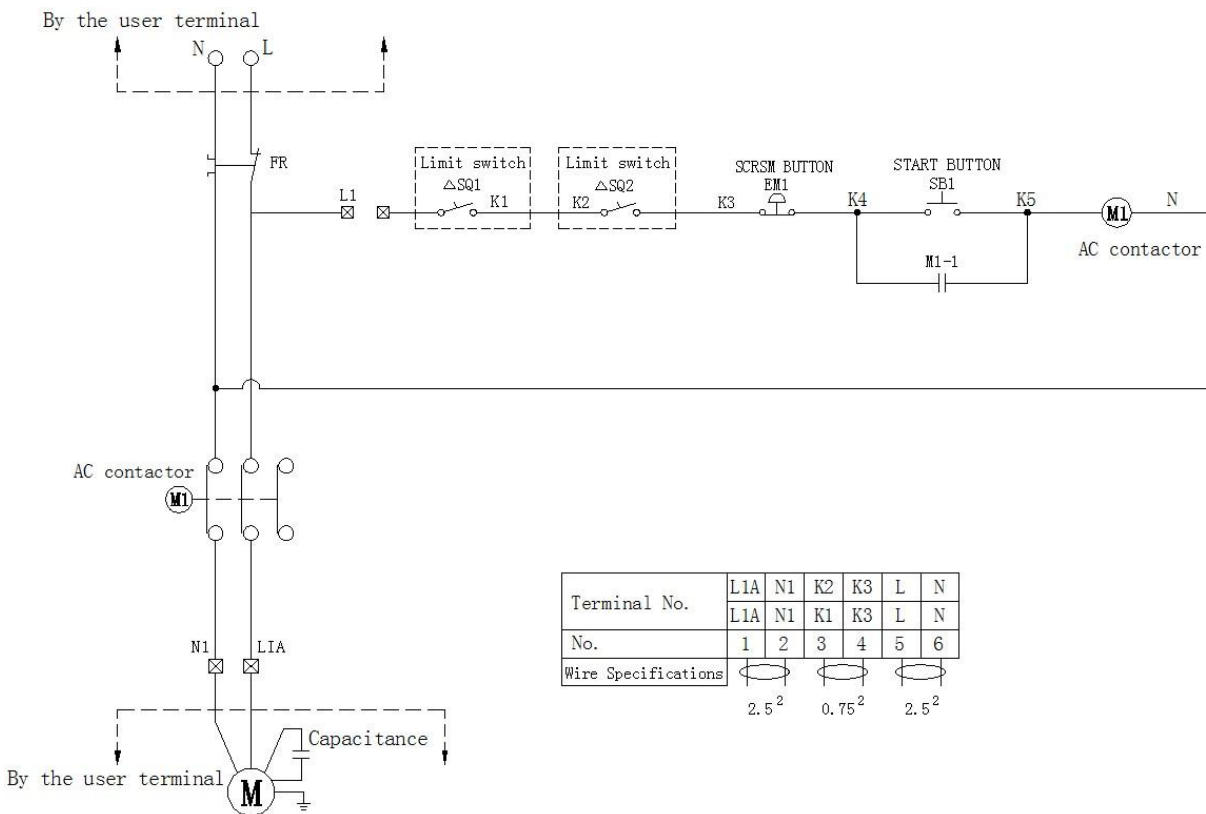 By the user terminal
N L
FR
L1
Limit switch
△SQ1
K1
Limit switch
△SQ2
K2
K3
SCRSM BUTTON
EM1
K4
START BUTTON
SB1
K5
M1
N
AC contactor
M1-1
AC contactor
M1
Terminal No. L1A N1 K2 K3 L N
L1A N1 K1 K3 L N
No. 1 2 3 4 5 6
Wire Specifications
2.5² 0.75² 2.5²
N1 LIA
Capacitance
By the user terminal
M